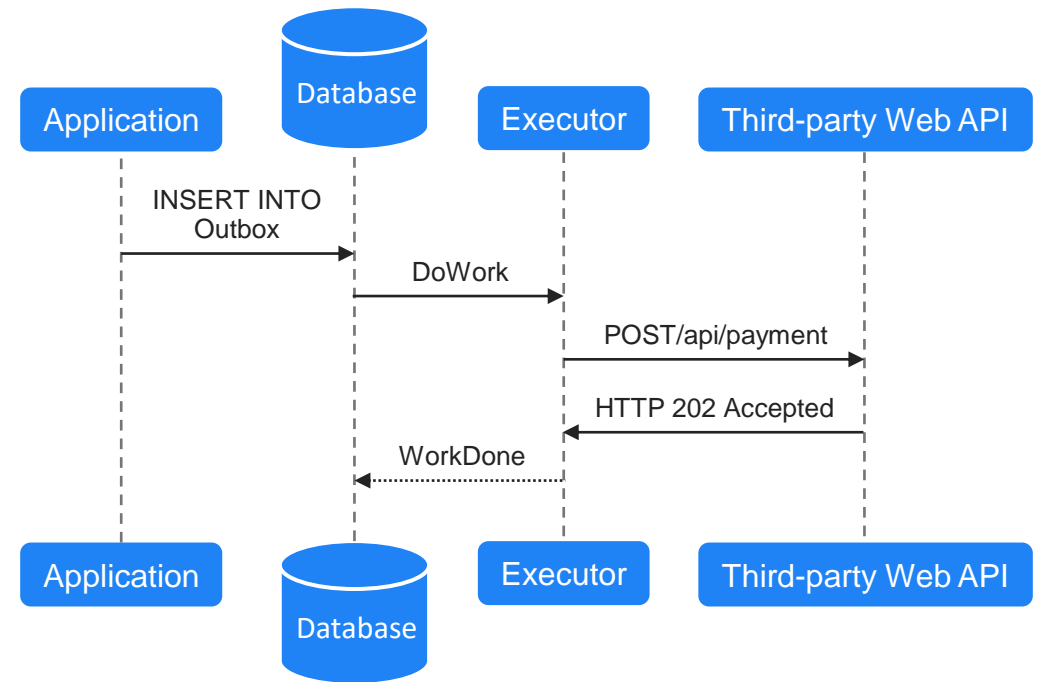 Database
Application
Executor
Third-party Web API
INSERT INTO
Outbox
DoWork
POST/api/payment
HTTP 202 Accepted
WorkDone
Application
Executor
Third-party Web API
Database